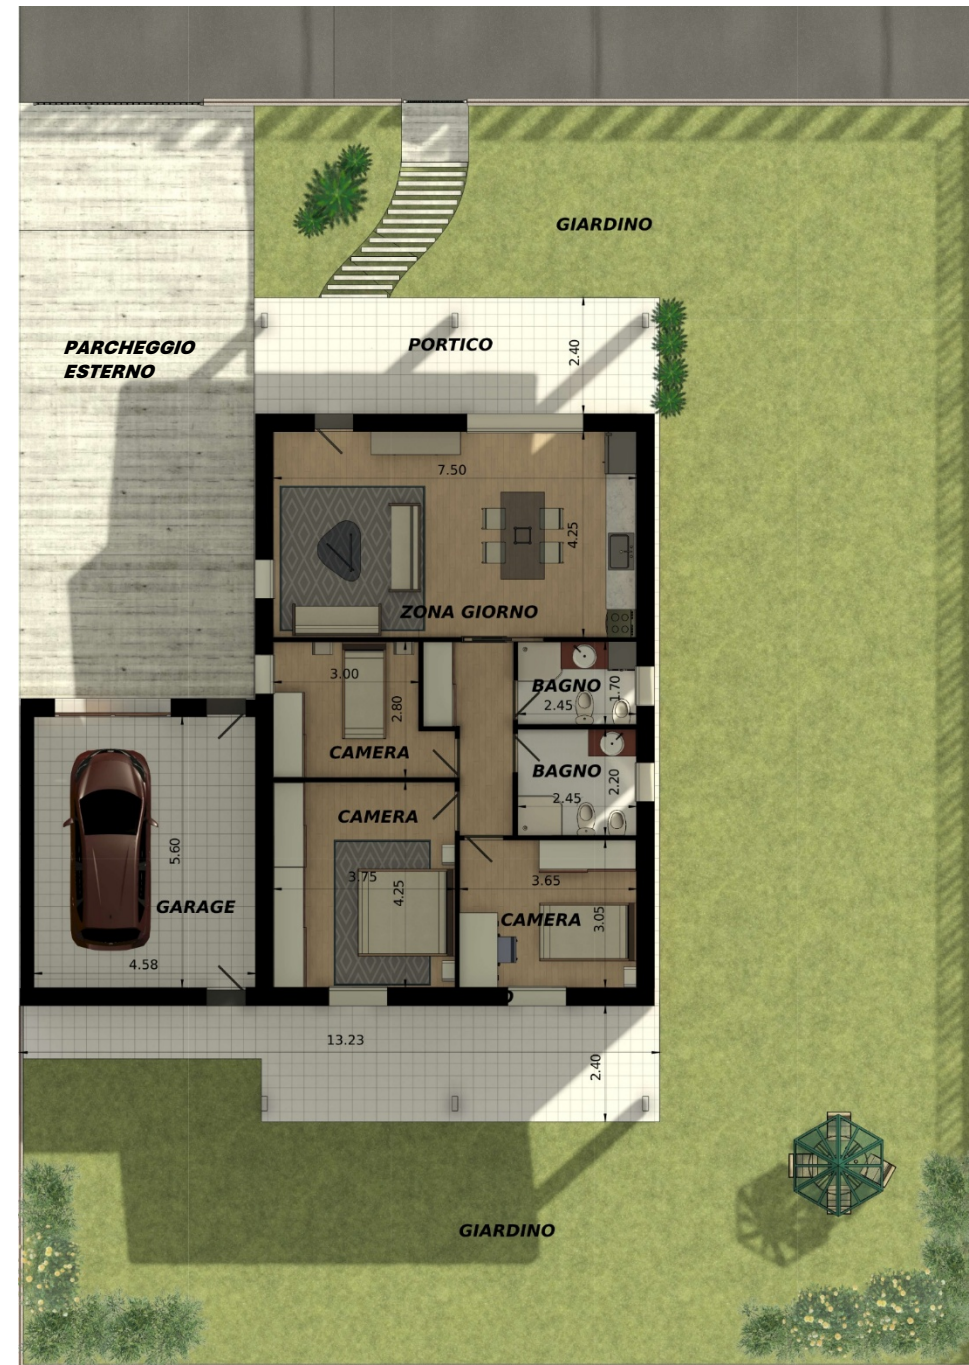 GIARDINO
PARCHEGGIO
ESTERNO
PORTICO
2.40
7.50
4.25
ZONA GIORNO
3.00
2.80
CAMERA
BAGNO
1.70
2.45
BAGNO
2.20
2.45
CAMERA
3.75
4.25
3.65
3.05
CAMERA
5.60
GARAGE
4.58
13.23
2.40
GIARDINO